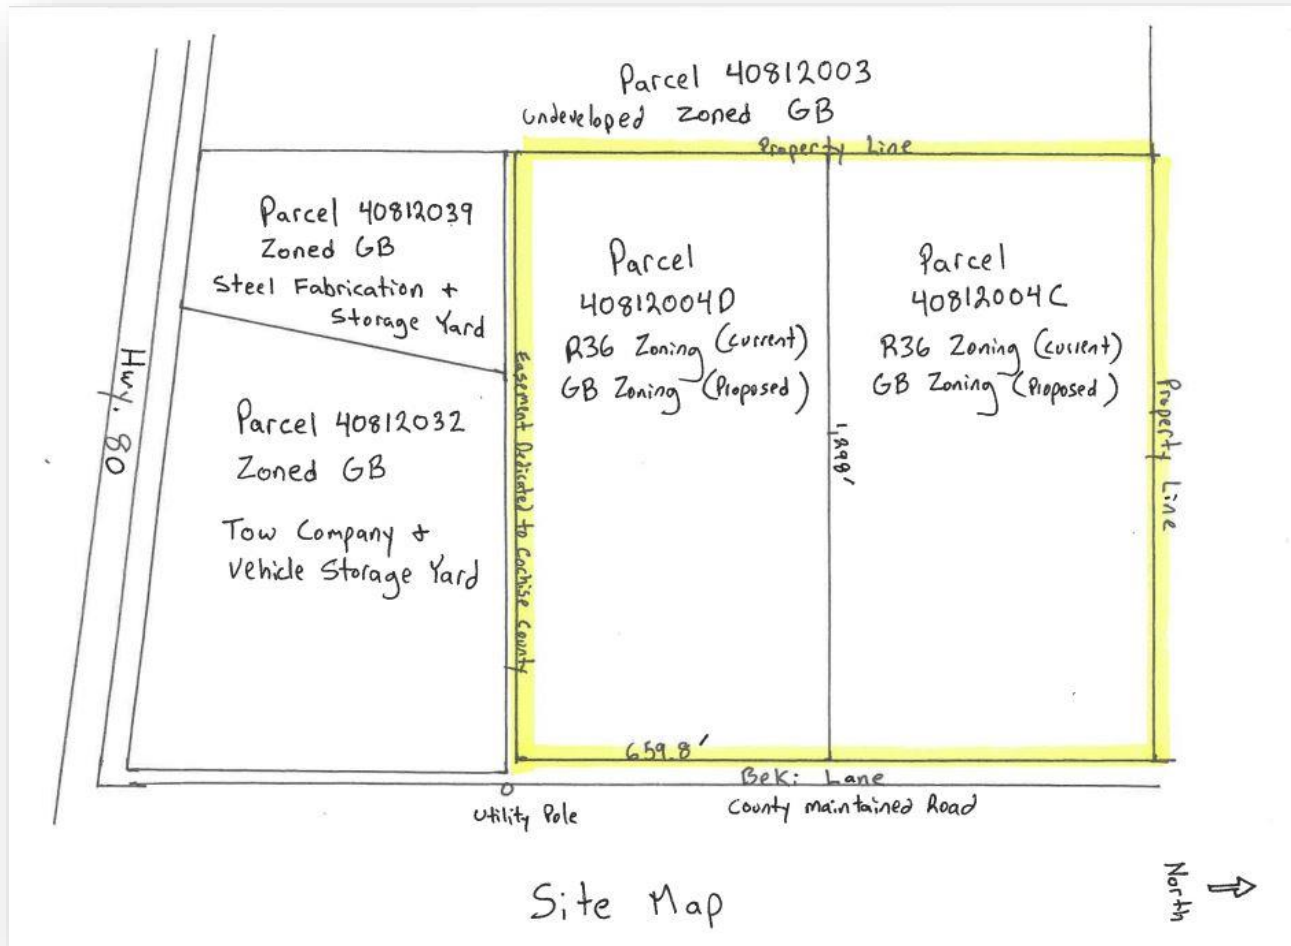 Parcel 40812003
undeveloped Zoned GB
Property Line
Parcel 40812039
Zoned GB
Steel Fabrication +
Storage Yard
Parcel
40812004D
R36 Zoning (current)
GB Zoning (Proposed)
Parcel
40812004C
R36 Zoning (current)
GB Zoning (Proposed)
Hwy. 80
Parcel 40812032
Zoned GB
Tow Company +
Vehicle Storage Yard
Easement Dedicated to Cochise County
1,898'
Property Line
659.8'
Beki Lane
County maintained Road
Utility Pole
Site Map
North